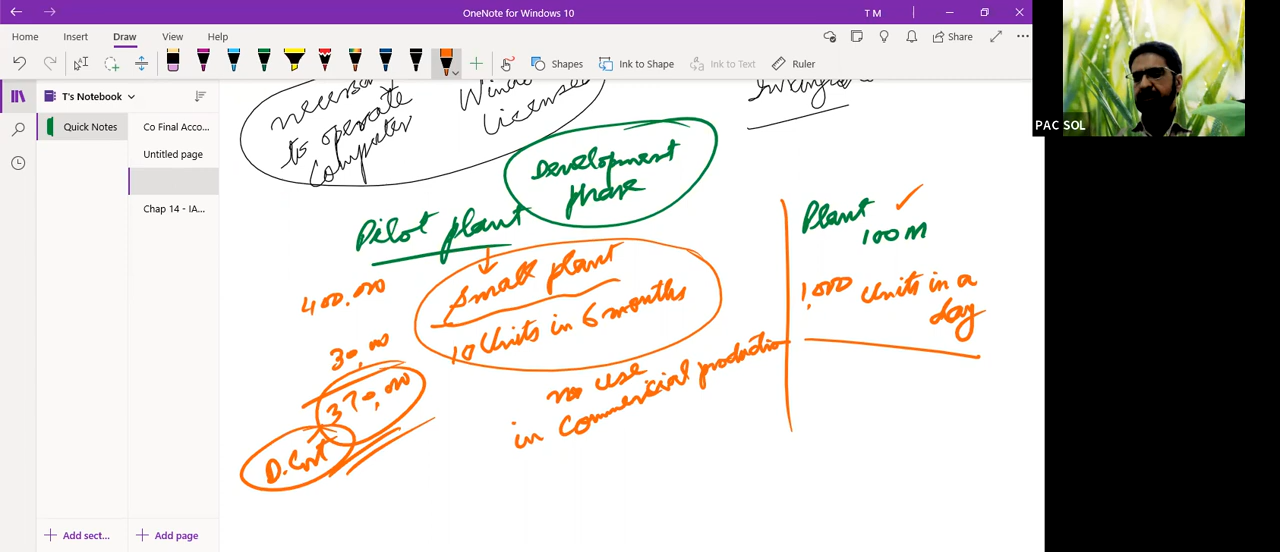 OneNote for Windows 10
T M
Home Insert Draw View Help
Share
Shapes
Ink to Shape
Ink to Text
Ruler
T's Notebook
Quick Notes
Co Final Acco...
Untitled page
Chap 14 - IA...
Add sect...
Add page
PAC SOL
to operate
computer
Licensed
Development
phase
Pilot plant
Small plant
10 Units in 6 months
400,000
30,000
370,000
D. Cost
no use
in commercial production
Plant ✓
100M
1,000 Units in a
day